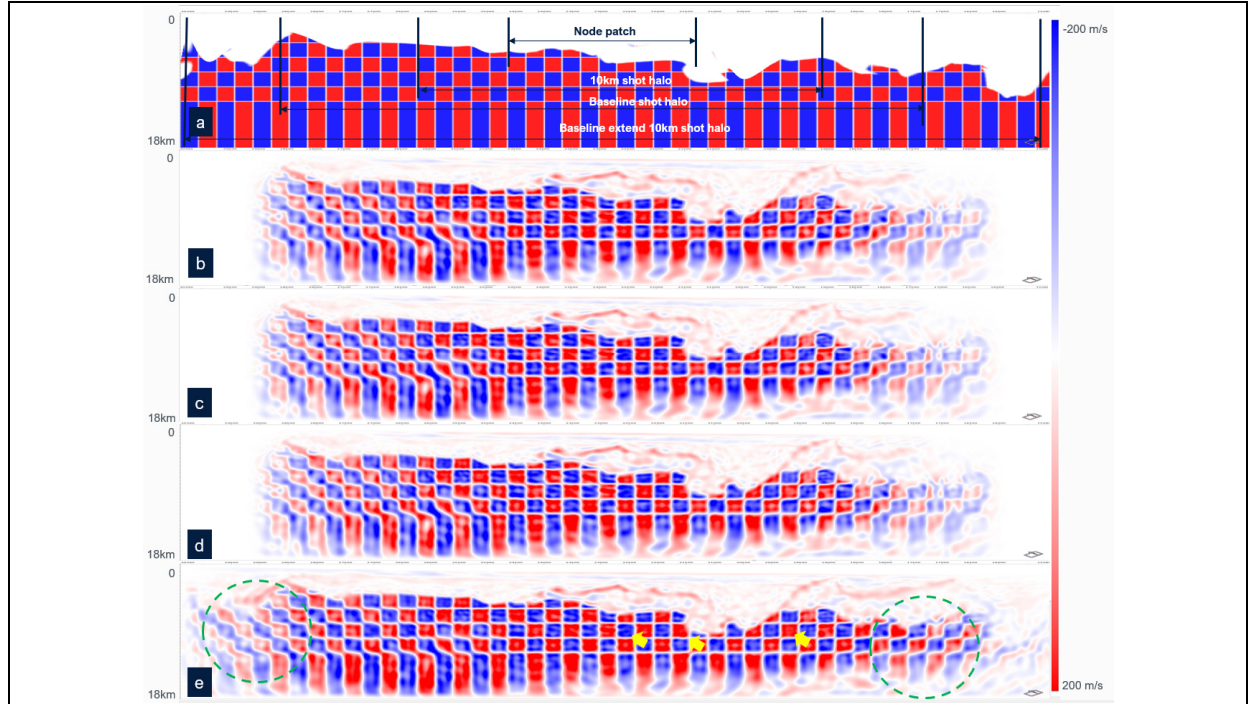 0
-200 m/s
Node patch
10km shot halo
Baseline shot halo
a
Baseline extend 10km shot halo
18km
0
b
18km
0
c
18km
0
d
18km
0
e
200 m/s
18km